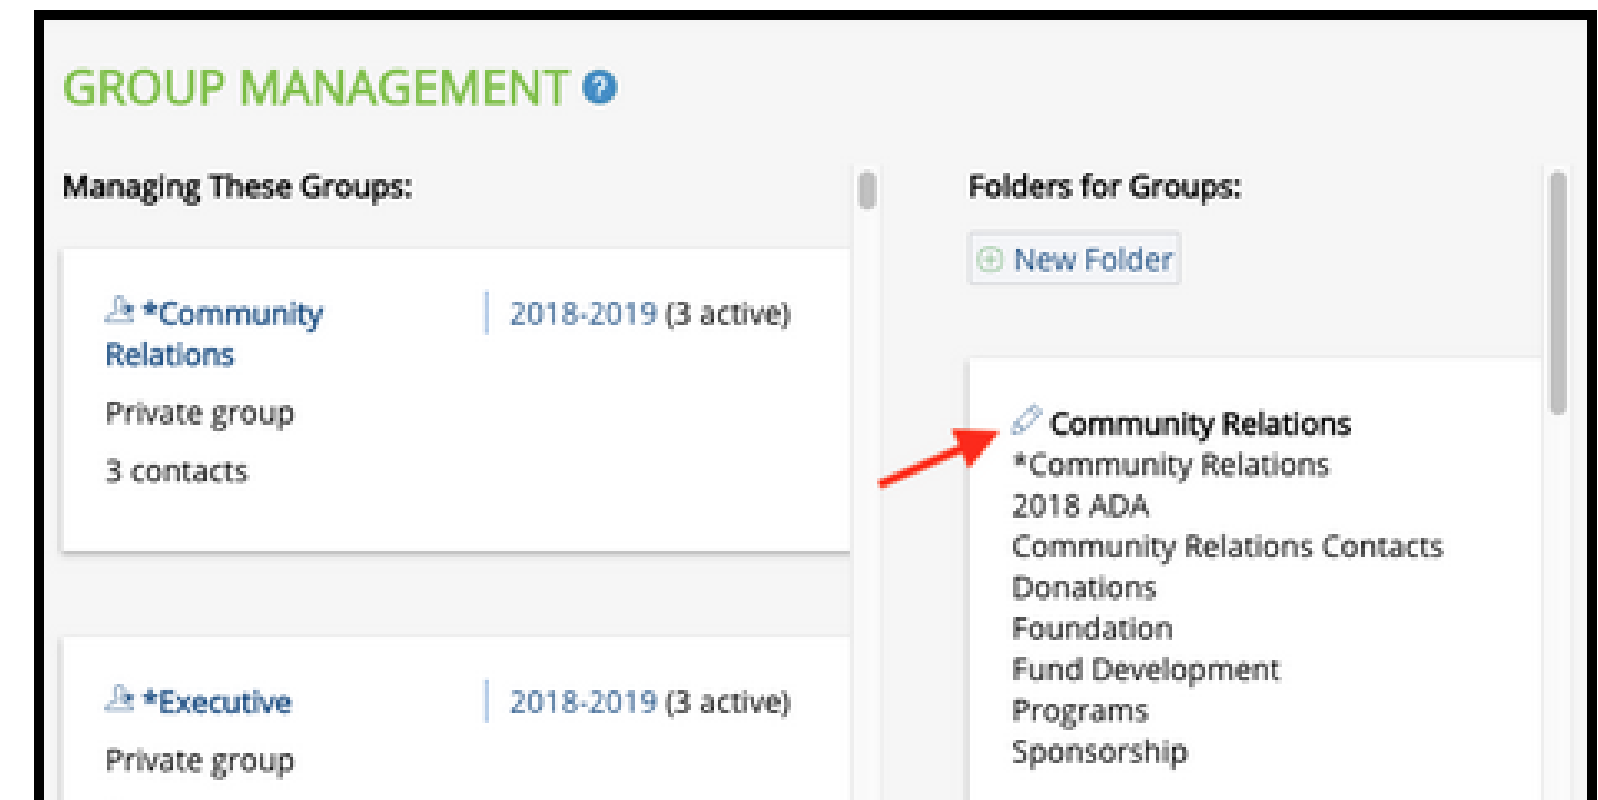 GROUP MANAGEMENT ?
Managing These Groups:
*Community
Relations
2018-2019 (3 active)
Private group
3 contacts
*Executive
2018-2019 (3 active)
Private group
Folders for Groups:
New Folder
Community Relations
*Community Relations
2018 ADA
Community Relations Contacts
Donations
Foundation
Fund Development
Programs
Sponsorship